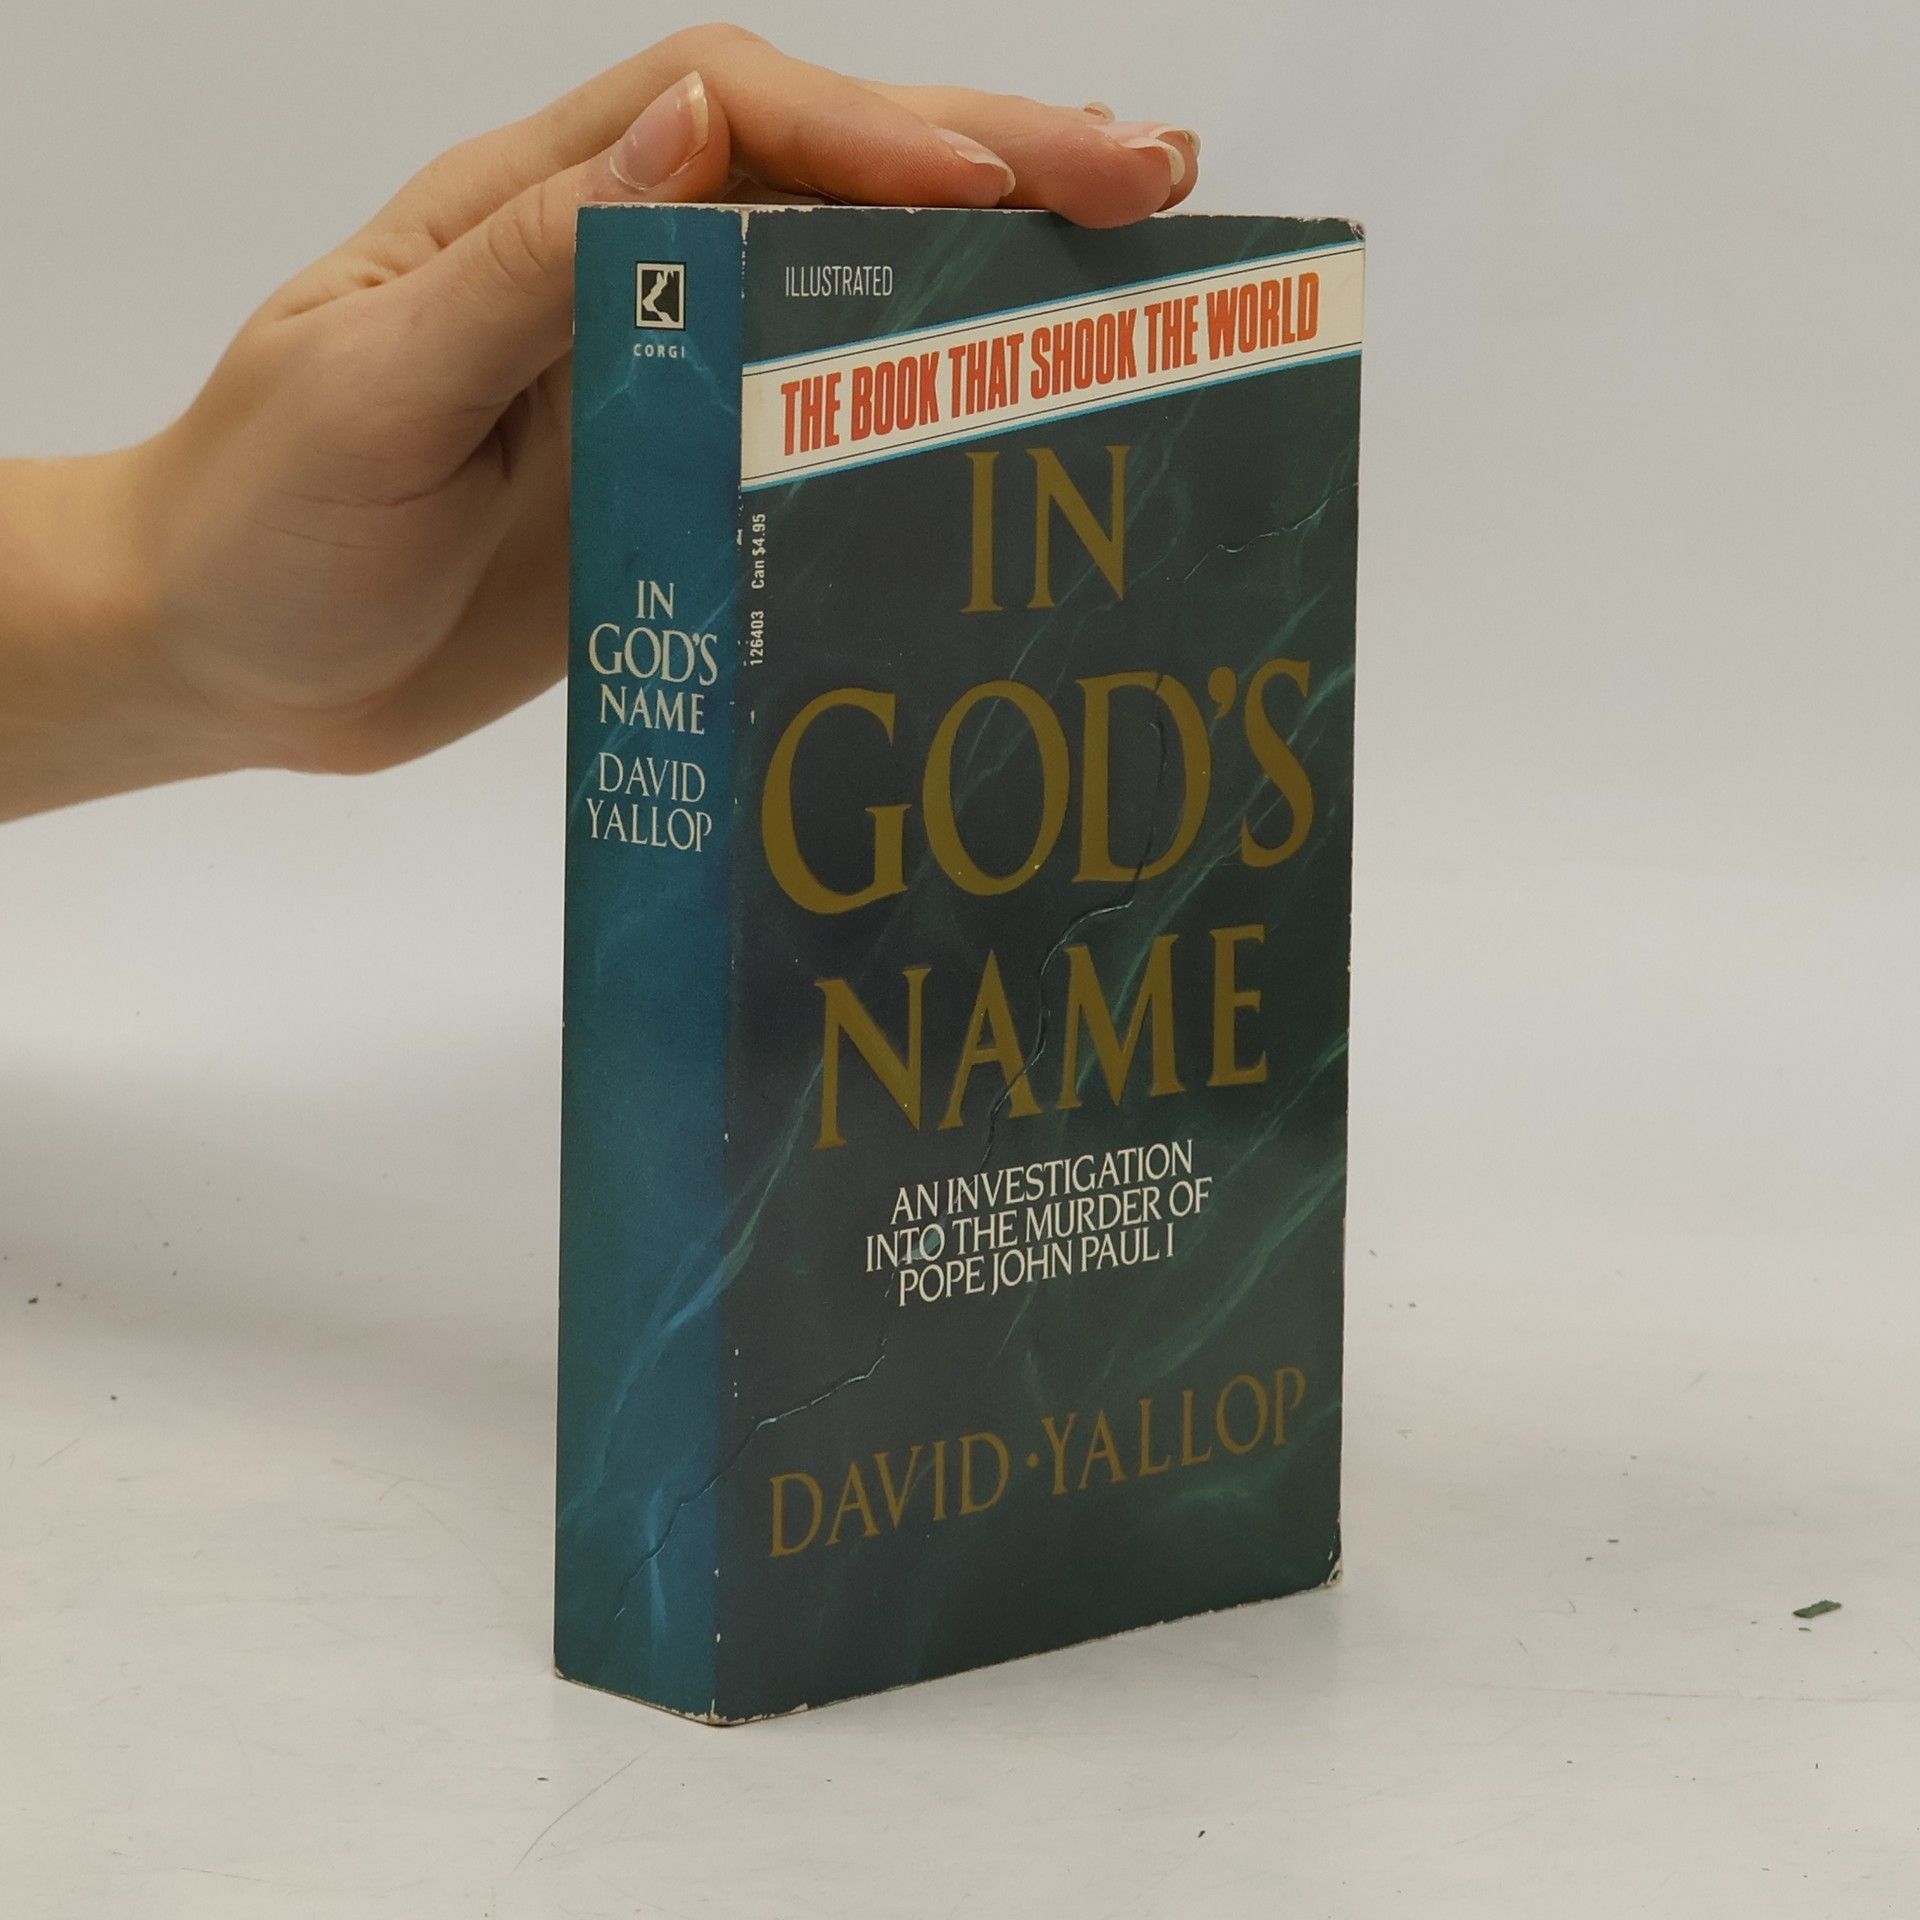 CORGI
IN
GOD'S
NAME
DAVID
YALLOP
ILLUSTRATED
THE BOOK THAT SHOOK THE WORLD
126403 Can $4.95
IN
GOD'S
NAME
AN INVESTIGATION
INTO THE MURDER OF
POPE JOHN PAUL I
DAVID·YALLOP